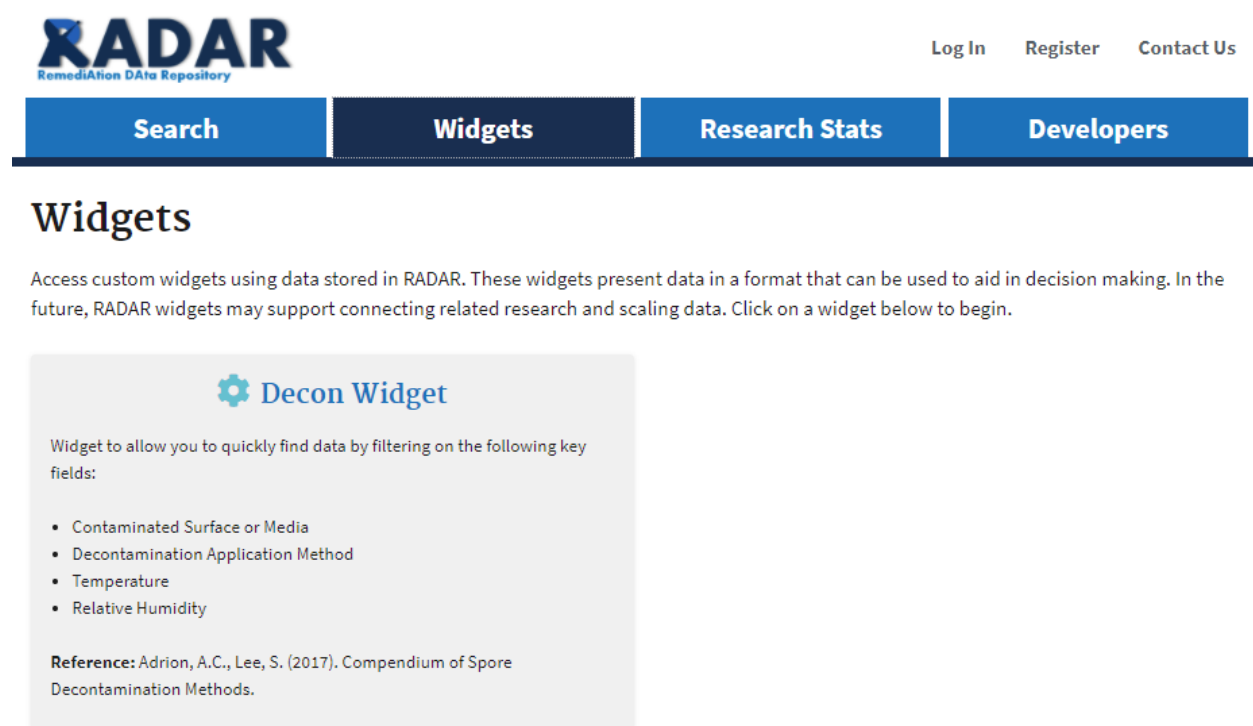 RADAR
RemediAtion DAta Repository
Log In Register Contact Us
Search Widgets Research Stats Developers
Widgets
Access custom widgets using data stored in RADAR. These widgets present data in a format that can be used to aid in decision making. In the
future, RADAR widgets may support connecting related research and scaling data. Click on a widget below to begin.
Decon Widget
Widget to allow you to quickly find data by filtering on the following key
fields:
• Contaminated Surface or Media
• Decontamination Application Method
• Temperature
• Relative Humidity
Reference: Adrion, A.C., Lee, S. (2017). Compendium of Spore
Decontamination Methods.